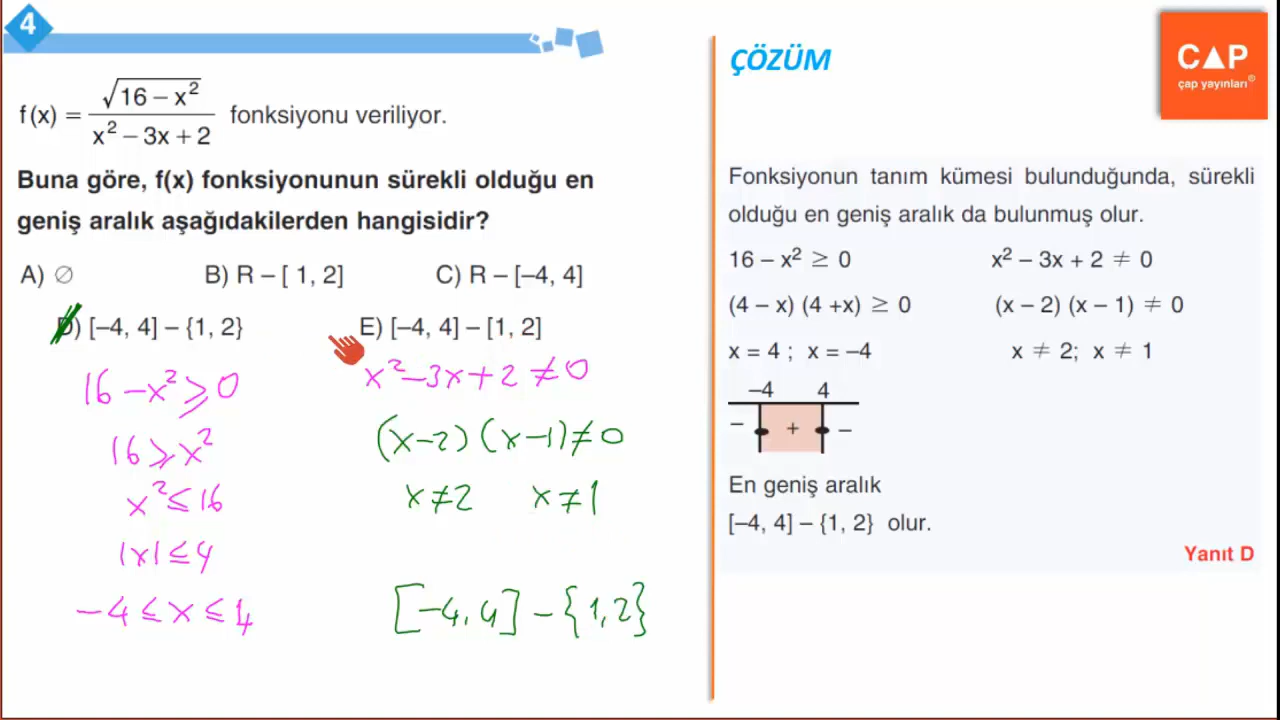 4
f(x) = √(16 – x²) / (x² – 3x + 2) fonksiyonu veriliyor.
Buna göre, f(x) fonksiyonunun sürekli olduğu en
geniş aralık aşağıdakilerden hangisidir?
A) ∅ B) R – [ 1, 2] C) R – [–4, 4]
D) [–4, 4] – {1, 2} E) [–4, 4] – [1, 2]
16 – x² ≥ 0
16 ≥ x²
x² ≤ 16
|x| ≤ 4
–4 ≤ x ≤ 4
x² – 3x + 2 ≠ 0
(x–2) (x–1) ≠ 0
x ≠ 2 x ≠ 1
[–4, 4] – {1, 2}
ÇÖZÜM
ÇAP
çap yayınları®
Fonksiyonun tanım kümesi bulunduğunda, sürekli
olduğu en geniş aralık da bulunmuş olur.
16 – x² ≥ 0 x² – 3x + 2 ≠ 0
(4 – x) (4 +x) ≥ 0 (x – 2) (x – 1) ≠ 0
x = 4 ; x = –4 x ≠ 2; x ≠ 1
–4 4
– + –
En geniş aralık
[–4, 4] – {1, 2} olur.
Yanıt D